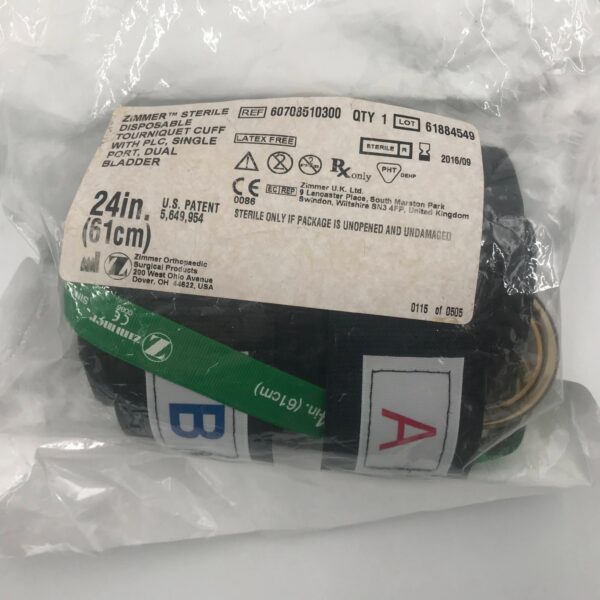 ZIMMER™ STERILE
DISPOSABLE
TOURNIQUET CUFF
WITH PLC, SINGLE
PORT, DUAL
BLADDER
REF 60703510300 QTY 1 LOT 61884549
LATEX FREE
STERILE R
2016/09
Rx only
PHT DEHP
24in.
(61cm)
U.S. PATENT
5,649,954
CE
0086
EC REP Zimmer U.K. Ltd.
9 Lancaster Place, South Marston Park
Swindon, Wiltshire SN3 4FP, United Kingdom
STERILE ONLY IF PACKAGE IS UNOPENED AND UNDAMAGED
Z
Zimmer Orthopaedic
Surgical Products
200 West Ohio Avenue
Dover, OH 44622, USA
0115 of 0505
CE
Z zimmer
in. (61cm)
B
A